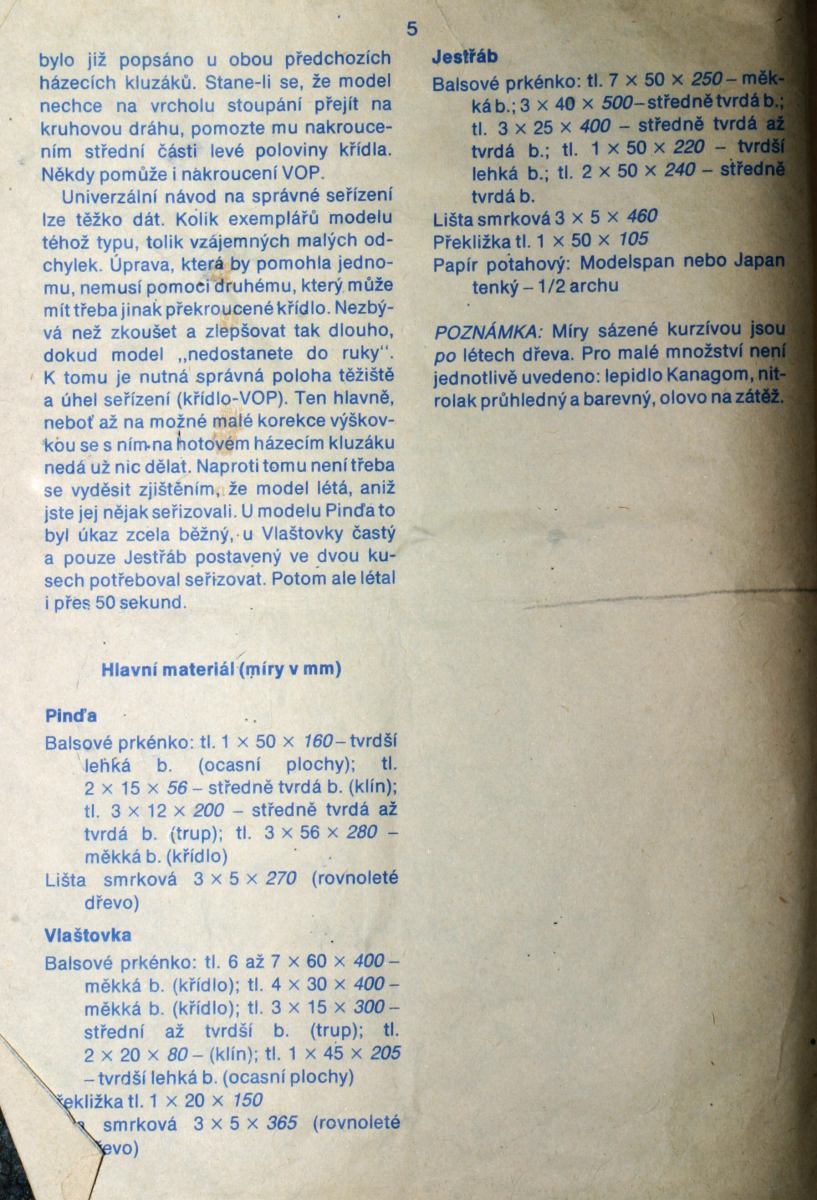 5
bylo již popsáno u obou předchozích
házecích kluzáků. Stane-li se, že model
nechce na vrcholu stoupání přejít na
kruhovou dráhu, pomozte mu nakrouce-
ním střední části levé poloviny křídla.
Někdy pomůže i nakroucení VOP.
Univerzální návod na správné seřízení
lze těžko dát. Kolik exemplářů modelu
téhož typu, tolik vzájemných malých od-
chylek. Úprava, která by pomohla jedno-
mu, nemusí pomoci druhému, který může
mít třeba jinak překroucené křídlo. Nezbý-
vá než zkoušet a zlepšovat tak dlouho,
dokud model „nedostanete do ruky“.
K tomu je nutná správná poloha těžiště
a úhel seřízení (křídlo-VOP). Ten hlavně,
neboť až na možné malé korekce výškov-
kou se s ním na hotovém házecím kluzáku
nedá už nic dělat. Naproti tomu není třeba
se vyděsit zjištěním, že model létá, aniž
jste jej nějak seřizovali. U modelu Pinďa to
byl úkaz zcela běžný, u Vlaštovky častý
a pouze Jestřáb postavený ve dvou ku-
sech potřeboval seřizovat. Potom ale létal
i přes 50 sekund.
Hlavní materiál (míry v mm)
Pinďa
Balsové prkénko: tl. 1 × 50 × 160 – tvrdší
lehká b. (ocasní plochy); tl.
2 × 15 × 56 – středně tvrdá b. (klín);
tl. 3 × 12 × 200 – středně tvrdá až
tvrdá b. (trup); tl. 3 × 56 × 280 –
měkká b. (křídlo)
Lišta smrková 3 × 5 × 270 (rovnoleté
dřevo)
Vlaštovka
Balsové prkénko: tl. 6 až 7 × 60 × 400 –
měkká b. (křídlo); tl. 4 × 30 × 400 –
měkká b. (křídlo); tl. 3 × 15 × 300 –
střední až tvrdší b. (trup); tl.
2 × 20 × 80 – (klín); tl. 1 × 45 × 205
– tvrdší lehká b. (ocasní plochy)
řekližka tl. 1 × 20 × 150
smrková 3 × 5 × 365 (rovnoleté
evo)
Jestřáb
Balsové prkénko: tl. 7 × 50 × 250 – měk-
ká b.; 3 × 40 × 500 – středně tvrdá b.;
tl. 3 × 25 × 400 – středně tvrdá až
tvrdá b.; tl. 1 × 50 × 220 – tvrdší
lehká b.; tl. 2 × 50 × 240 – středně
tvrdá b.
Lišta smrková 3 × 5 × 460
Překližka tl. 1 × 50 × 105
Papír potahový: Modelspan nebo Japan
tenký – 1/2 archu
POZNÁMKA: Míry sázené kurzívou jsou
po létech dřeva. Pro malé množství není
jednotlivě uvedeno: lepidlo Kanagom, nit-
rolak průhledný a barevný, olovo na zátěž.